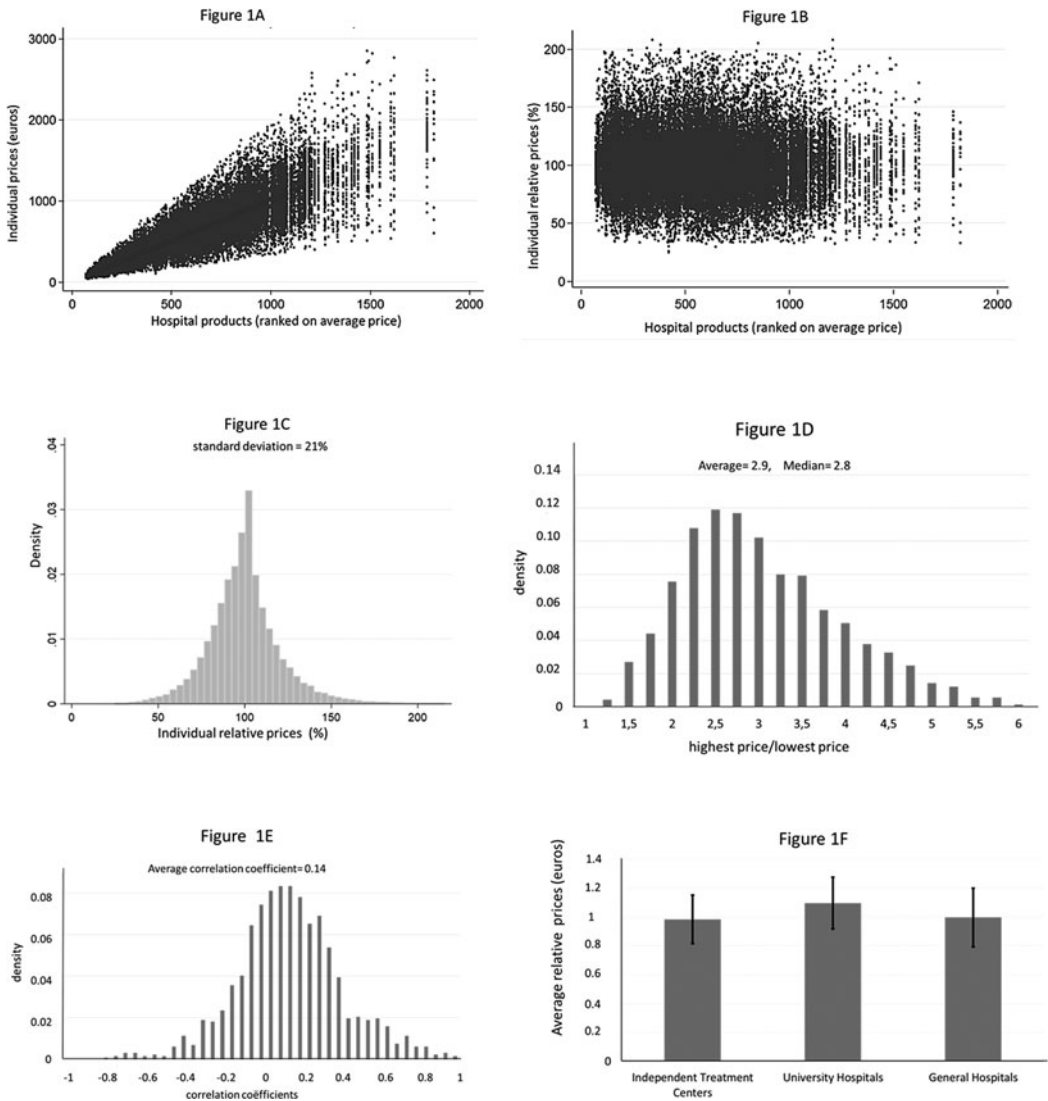 Figure 1A
Individual prices (euros)
3000
2000
1000
0
0 500 1000 1500 2000
Hospital products (ranked on average price)
Figure 1B
Individual relative prices (%)
200
150
100
50
0
0 500 1000 1500 2000
Hospital products (ranked on average price)
Figure 1C
standard deviation = 21%
Density
.04
.03
.02
.01
0
0 50 100 150 200
Individual relative prices (%)
Figure 1D
Average= 2.9, Median= 2.8
density
0.14
0.12
0.10
0.08
0.06
0.04
0.02
0
1 1,5 2 2,5 3 3,5 4 4,5 5 5,5 6
highest price/lowest price
Figure 1E
Average correlation coefficient= 0.14
density
0.08
0.06
0.04
0.02
0
-1 -0.8 -0.6 -0.4 -0.2 0 0.2 0.4 0.6 0.8 1
correlation coëfficients
Figure 1F
Average relative prices (euros)
1.4
1.2
1
0.8
0.6
0.4
0.2
0
Independent Treatment Centers
University Hospitals
General Hospitals